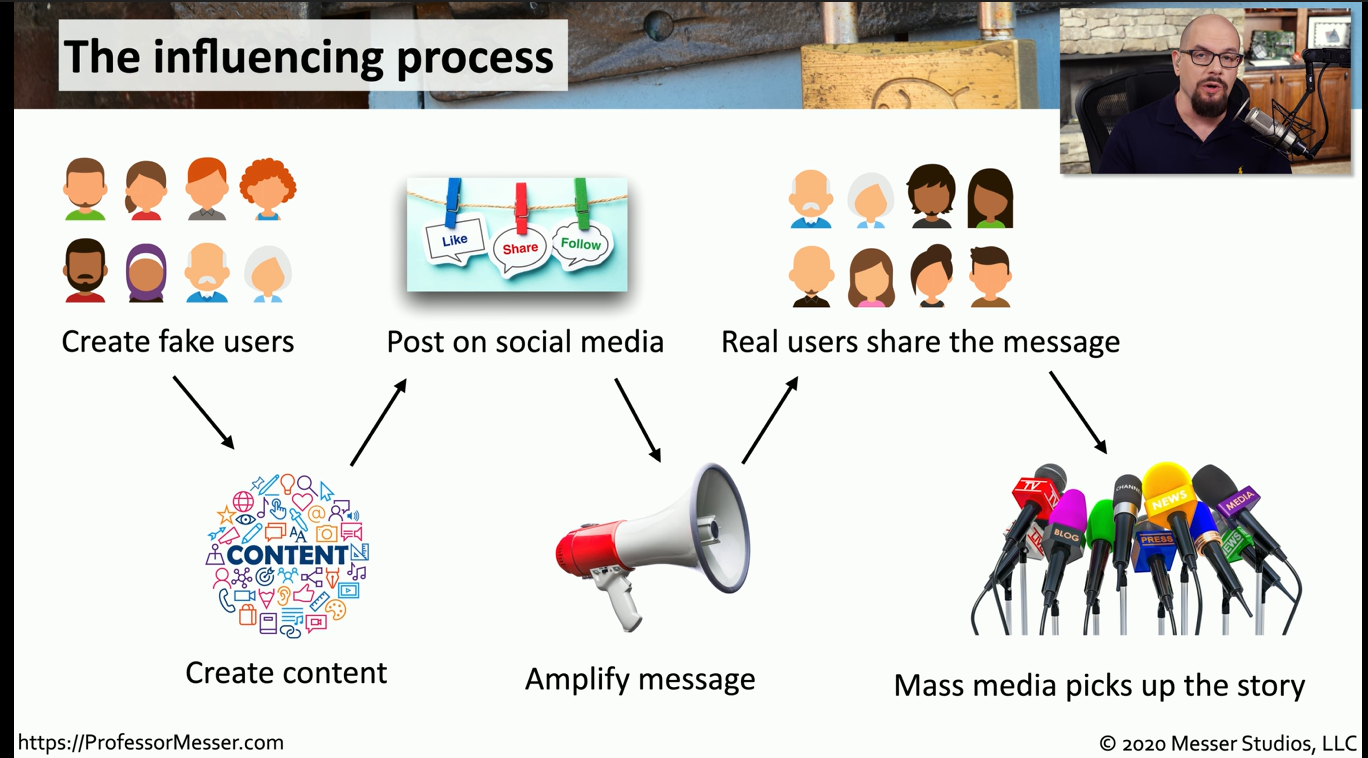 The influencing process
Like
Share
Follow
Create fake users
Post on social media
Real users share the message
CONTENT
TV
LIVE
BLOG
CHANNEL
PRESS
NEWS
NEWS
MEDIA
Create content
Amplify message
Mass media picks up the story
https://ProfessorMesser.com
© 2020 Messer Studios, LLC